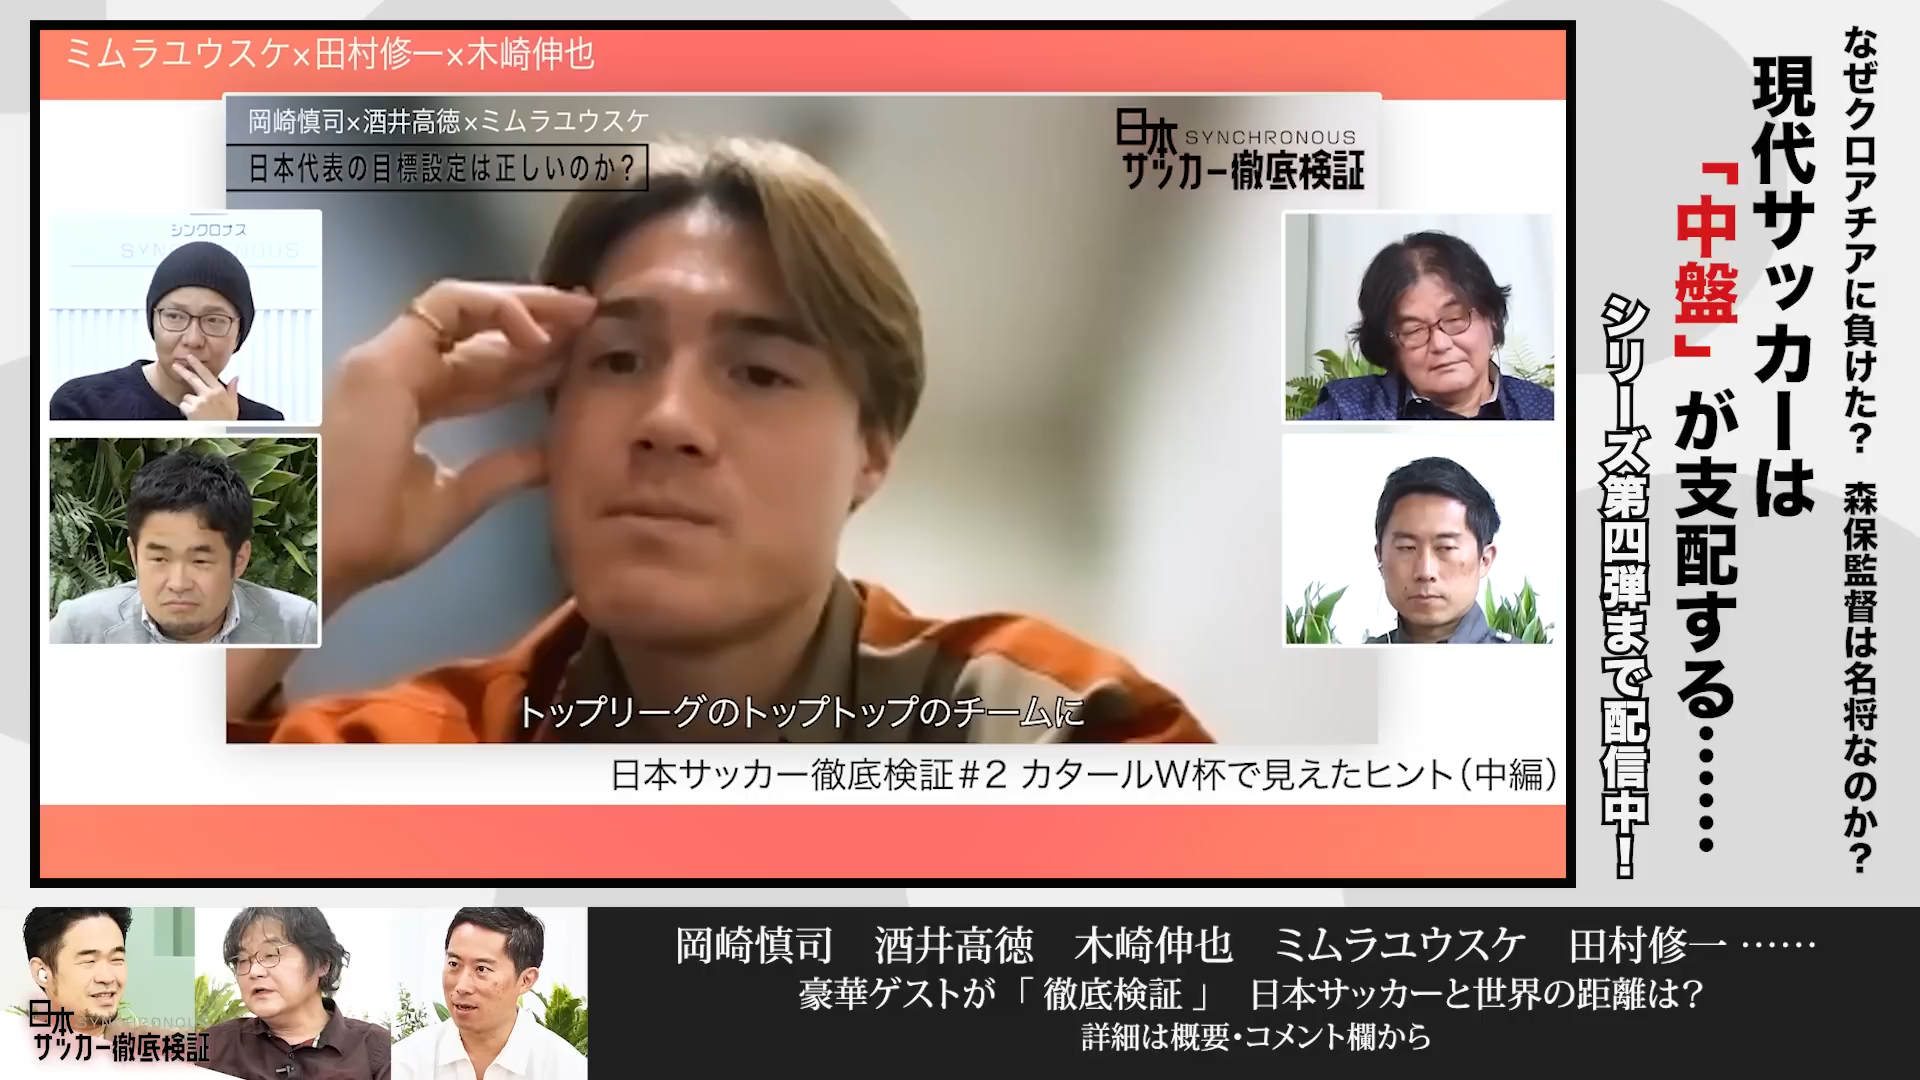 ミムラユウスケ×田村修一×木崎伸也
岡崎慎司×酒井高徳×ミムラユウスケ
日本代表の目標設定は正しいのか?
日本 SYNCHRONOUS
サッカー徹底検証
シンクロナス
SYNCHRONOUS
トップリーグのトップトップのチームに
日本サッカー徹底検証#2 カタールW杯で見えたヒント(中編)
なぜクロアチアに負けた? 森保監督は名将なのか?
現代サッカーは
「中盤」が支配する……
シリーズ第四弾まで配信中!
日本 SYNCHRONOUS
サッカー徹底検証
岡崎慎司 酒井高徳 木崎伸也 ミムラユウスケ 田村修一 ……
豪華ゲストが「徹底検証」 日本サッカーと世界の距離は?
詳細は概要・コメント欄から